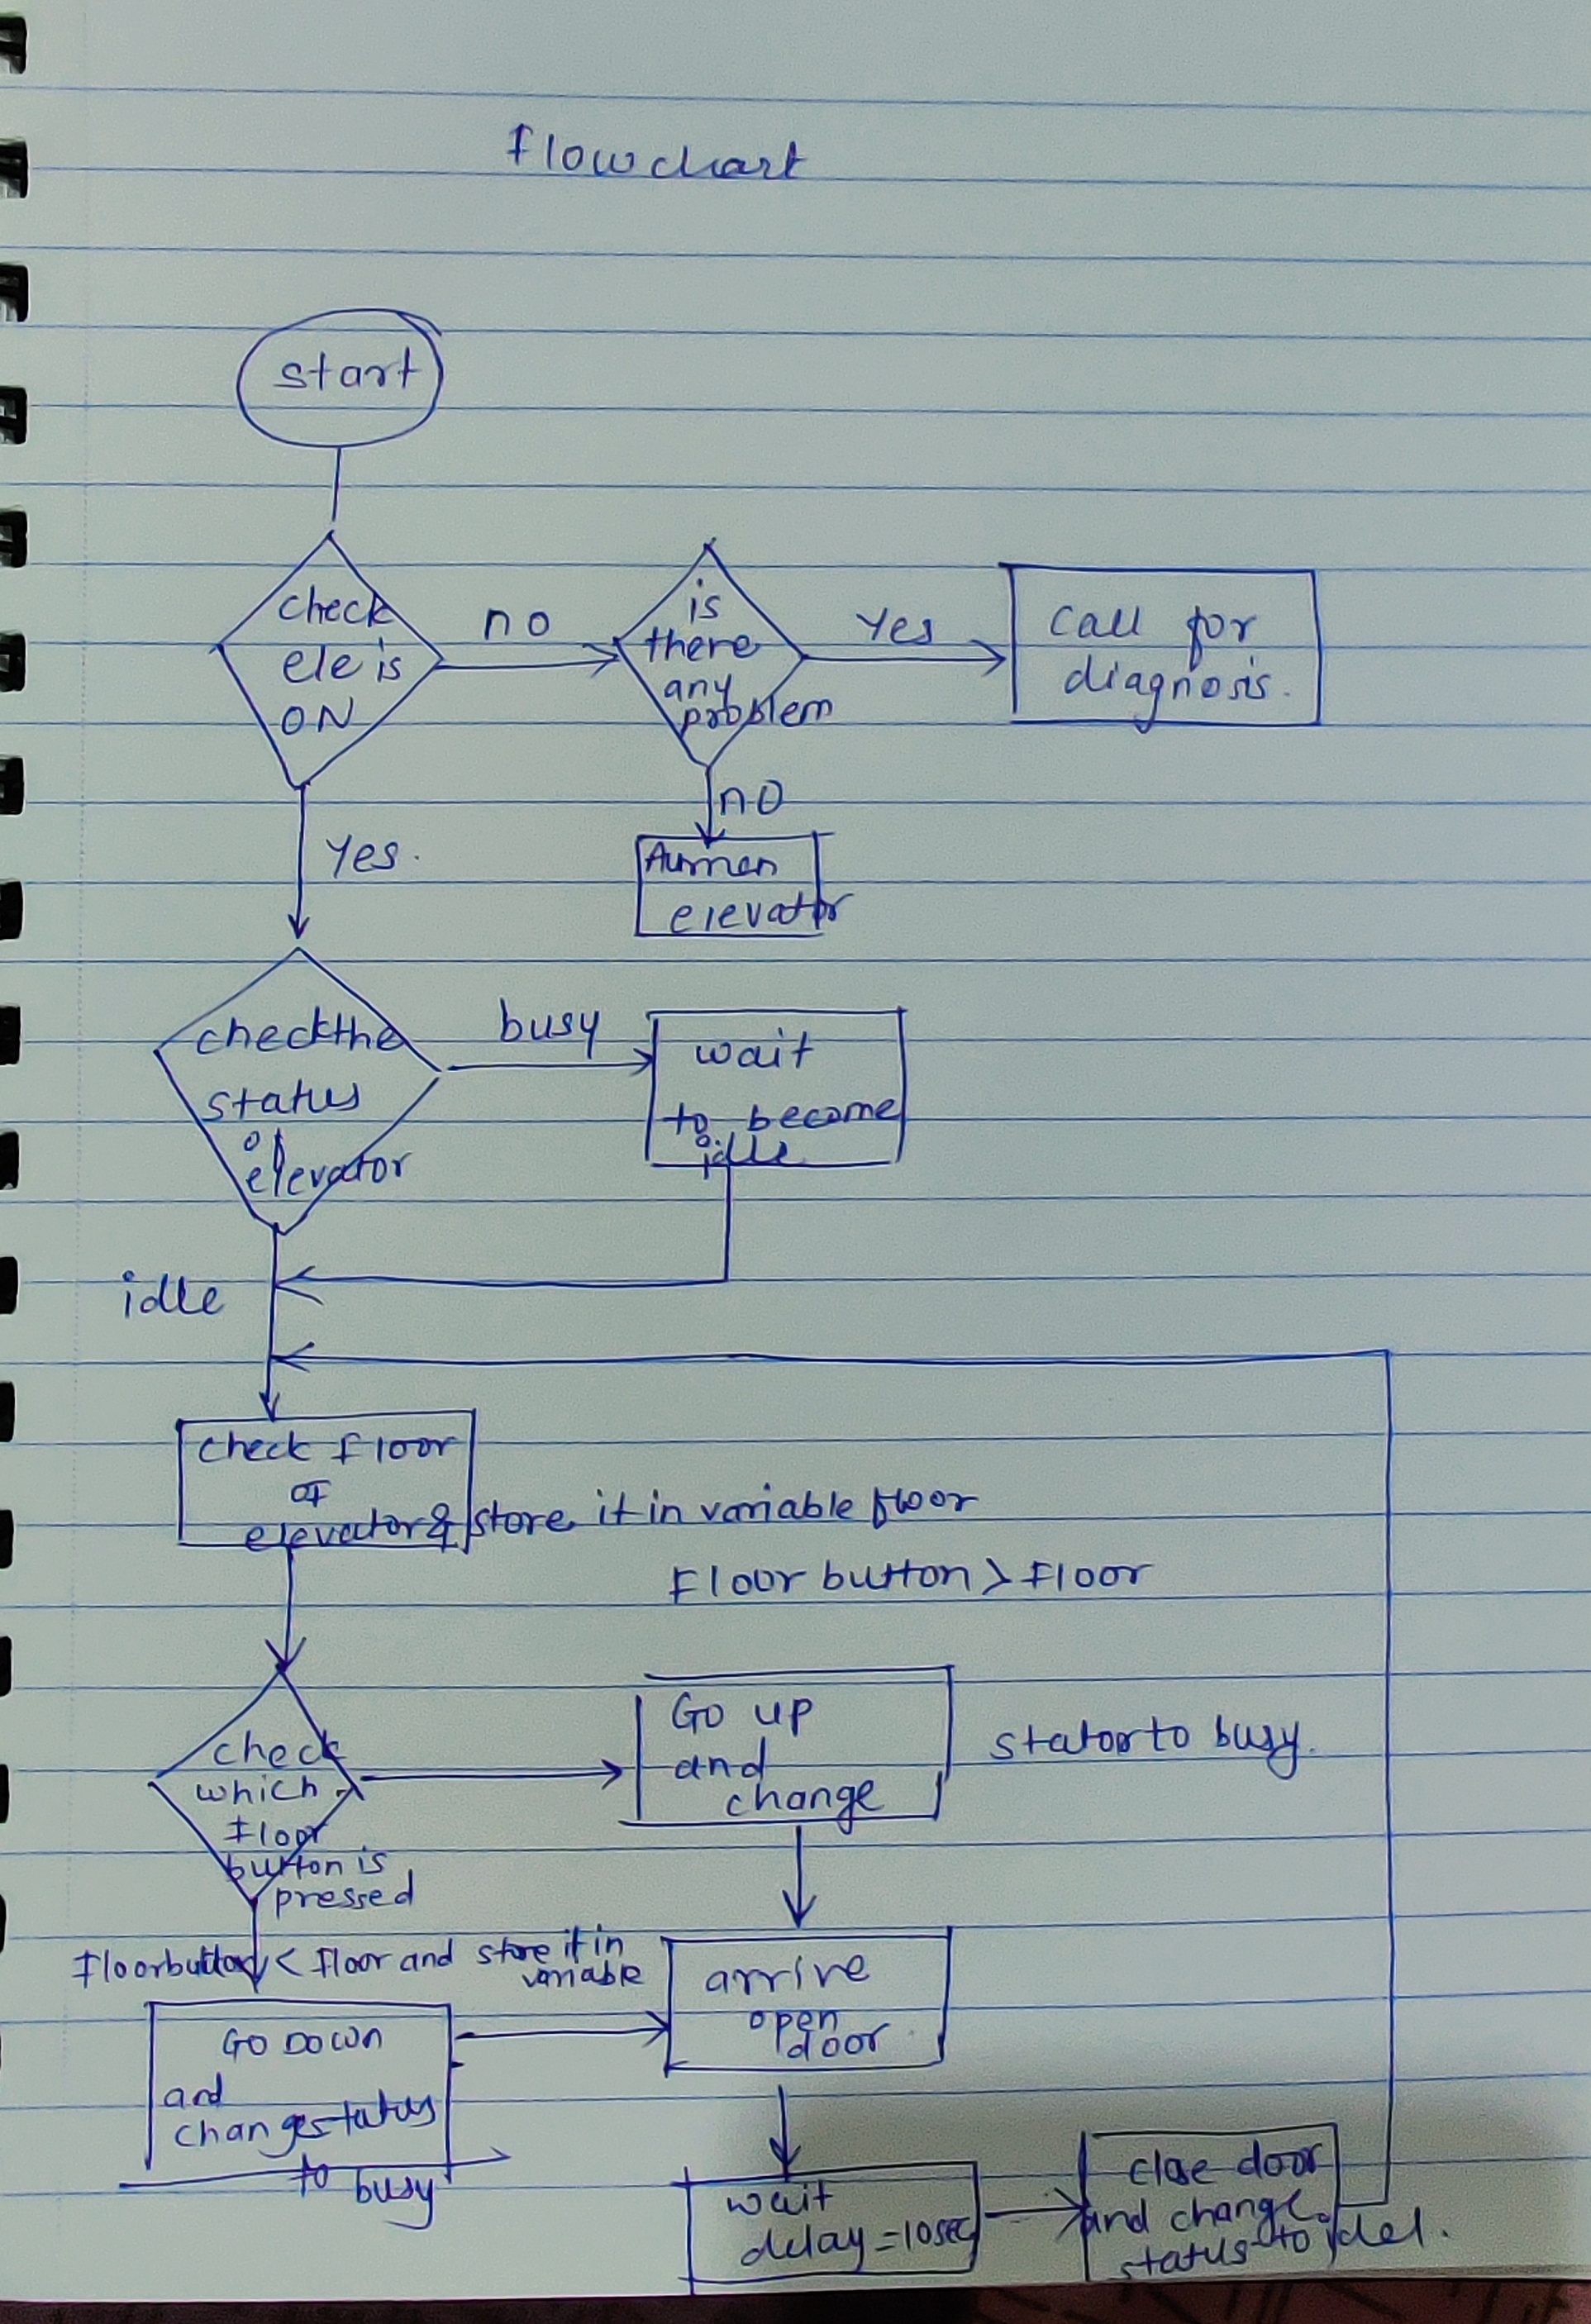 flowchart
start
check
ele is
ON
no
is
there
any
problem
Yes
call for
diagnosis.
no
elevator
Yes.
check the
status
of
elevator
busy
wait
to become
idle
idle
check floor
of
elevator & store it in variable floor
Floor button > Floor
check
which
floor
button is
pressed
Go up
and
change
to busy.
Floor button < floor and store it in
variable
GO DOWN
and
change status
to busy
arrive
open
door
wait
delay = 10 sec
close door
and change
status to idel.